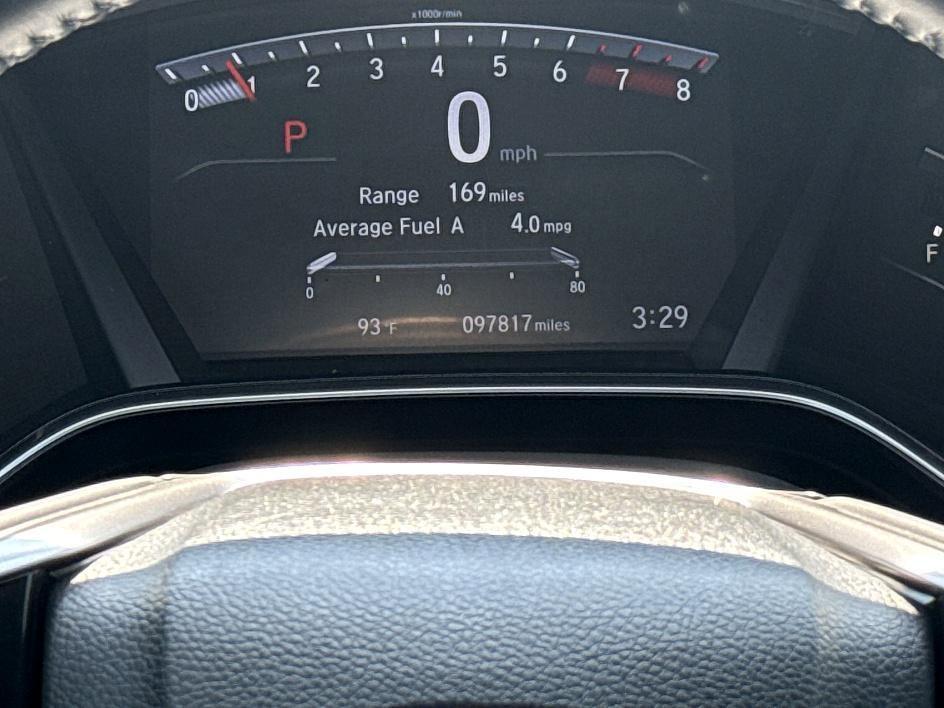 x1000r/min
0 1 2 3 4 5 6 7 8
P 0 mph
Range 169 miles
Average Fuel A 4.0 mpg
0 40 80
F
93°F 097817 miles 3:29